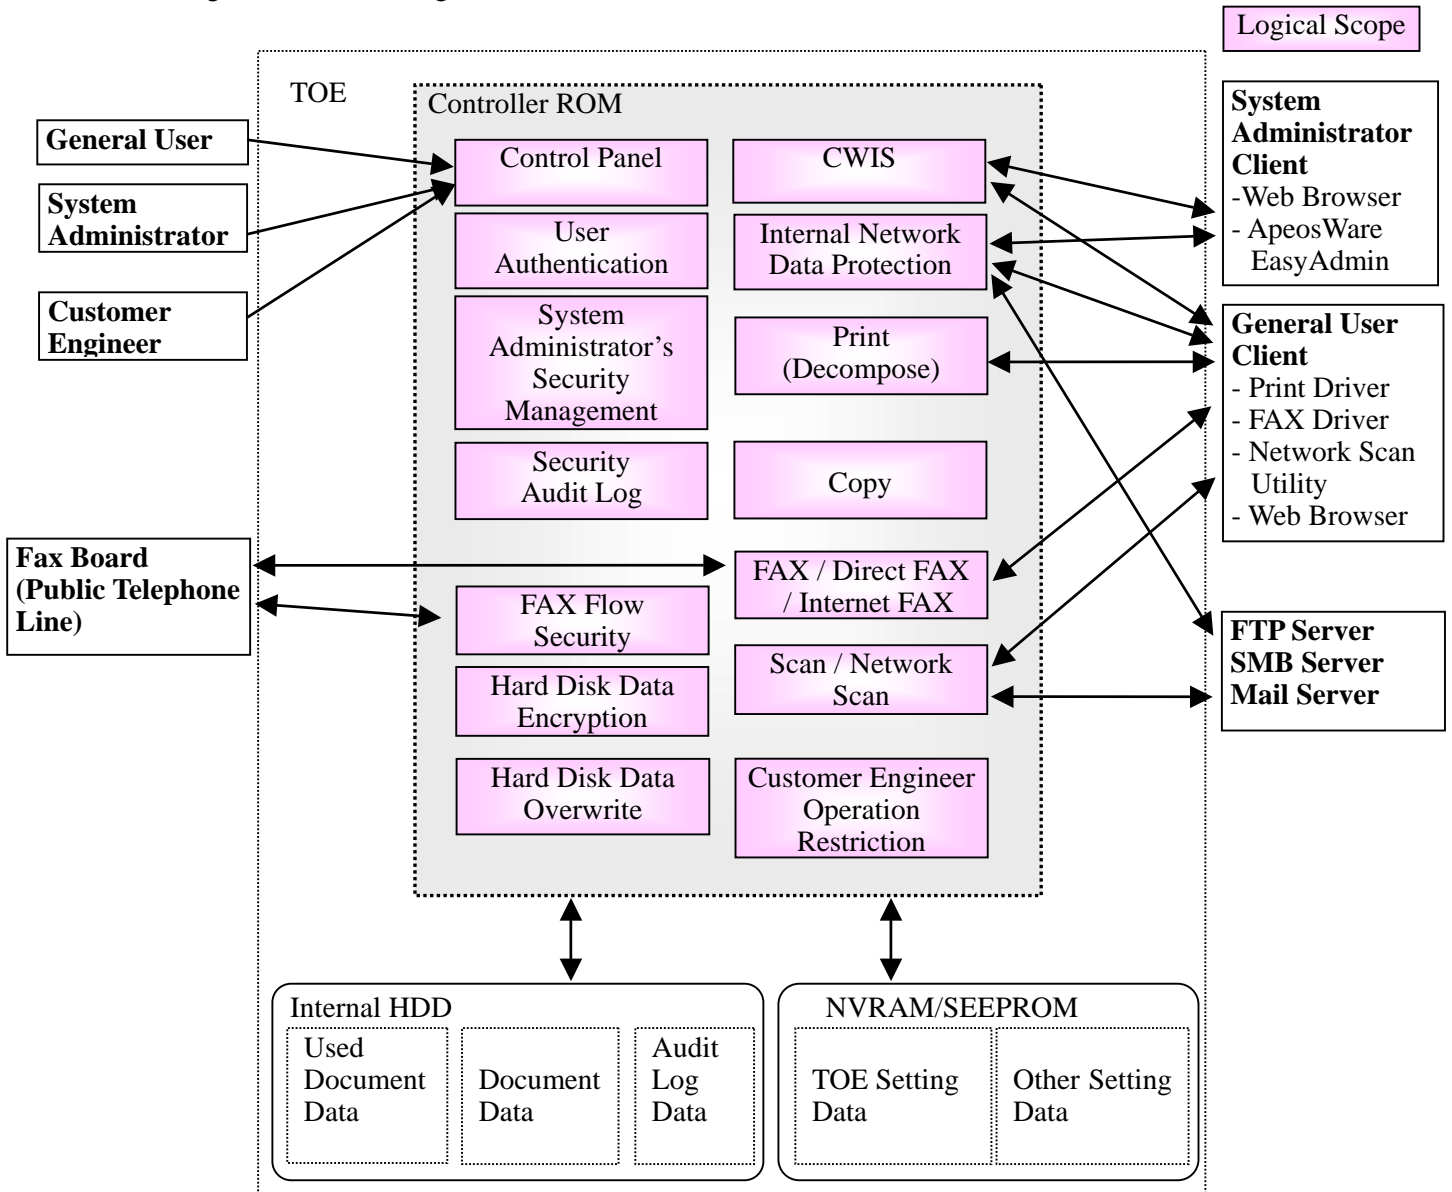 Logical Scope
TOE
Controller ROM
General User
System
Administrator
Customer
Engineer
Fax Board
(Public Telephone
Line)
Control Panel
User
Authentication
System
Administrator’s
Security
Management
Security
Audit Log
FAX Flow
Security
Hard Disk Data
Encryption
Hard Disk Data
Overwrite
CWIS
Internal Network
Data Protection
Print
(Decompose)
Copy
FAX / Direct FAX
/ Internet FAX
Scan / Network
Scan
Customer Engineer
Operation
Restriction
System
Administrator
Client
-Web Browser
- ApeosWare
EasyAdmin
General User
Client
- Print Driver
- FAX Driver
- Network Scan
Utility
- Web Browser
FTP Server
SMB Server
Mail Server
Internal HDD
Used
Document
Data
Document
Data
Audit
Log
Data
NVRAM/SEEPROM
TOE Setting
Data
Other Setting
Data